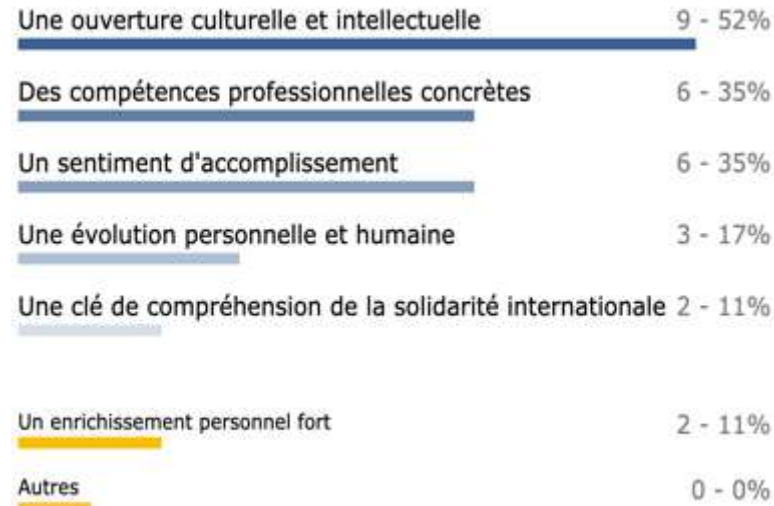 Une ouverture culturelle et intellectuelle 9 - 52%
Des compétences professionnelles concrètes 6 - 35%
Un sentiment d'accomplissement 6 - 35%
Une évolution personnelle et humaine 3 - 17%
Une clé de compréhension de la solidarité internationale 2 - 11%
Un enrichissement personnel fort 2 - 11%
Autres 0 - 0%